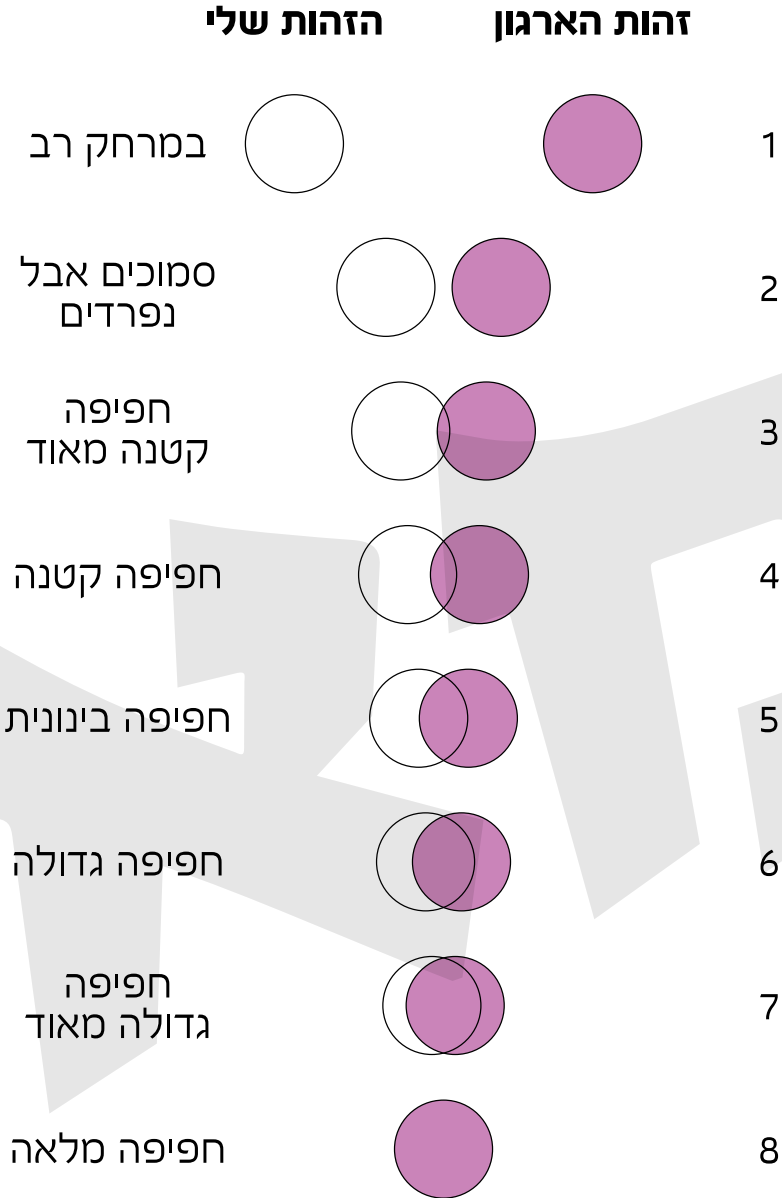 זהות הארגון הזהות שלי
1 במרחק רב
2 סמוכים אבל
נפרדים
3 חפיפה
קטנה מאוד
4 חפיפה קטנה
5 חפיפה בינונית
6 חפיפה גדולה
7 חפיפה
גדולה מאוד
8 חפיפה מלאה